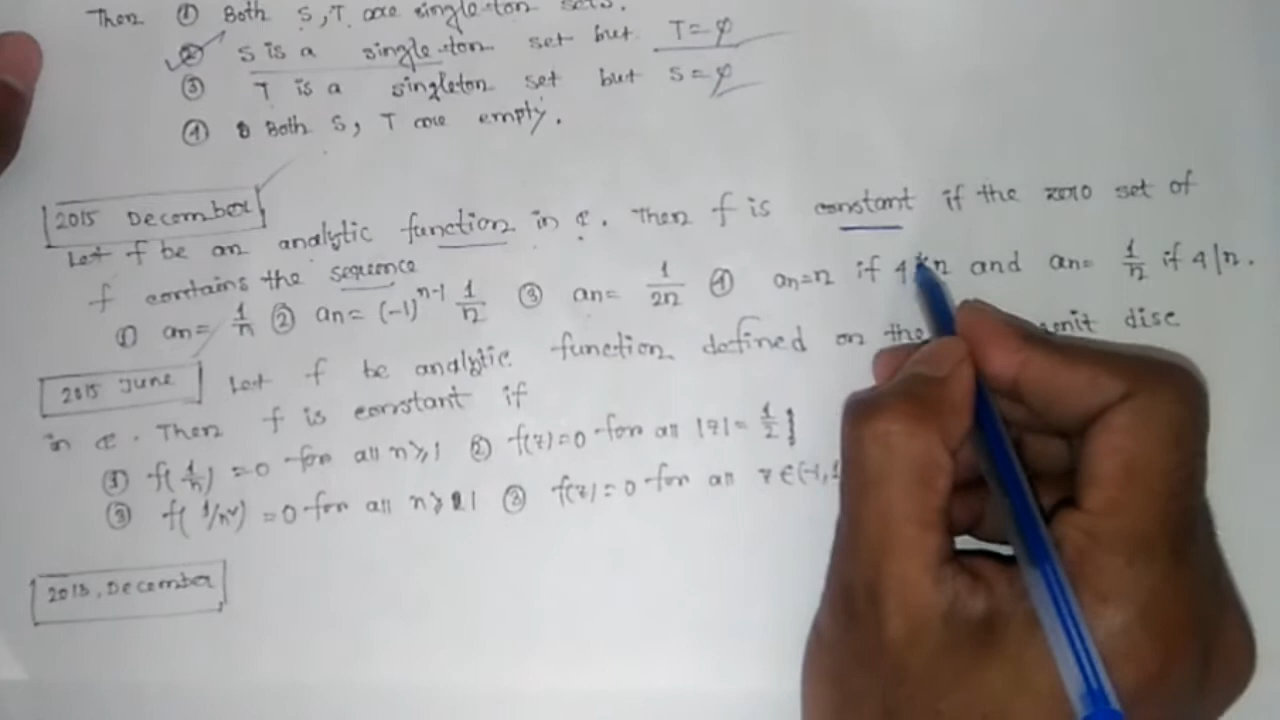 Then ① Both S, T are singleton sets.
② S is a singleton set but T = φ
③ T is a singleton set but S = φ
④ Both S, T are empty.
2015 December
Let f be an analytic function in ℂ. Then f is constant if the zero set of
f contains the sequence
① an = 1/n ② an = (-1)^{n-1} 1/n ③ an = 1/2n ④ an = n if 4∤n and an = 1/n if 4|n.
2015 June Let f be analytic function defined on the unit disc
in ℂ. Then f is constant if
① f(1/n) = 0 for all n ≥ 1 ② f(z) = 0 for all |z| = 1/2
③ f(1/n²) = 0 for all n ≥ 1 ③ f(z) = 0 for all z ∈ (-1, 1
2013, December